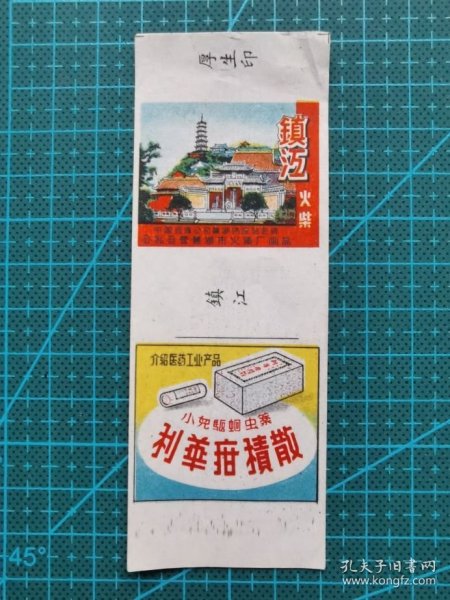 厚生印
鎮江
火柴
鎮江
介绍医药工业产品
小兒驅蛔虫藥
利華疳積散
45°
孔夫子旧书网
www.kongfz.com